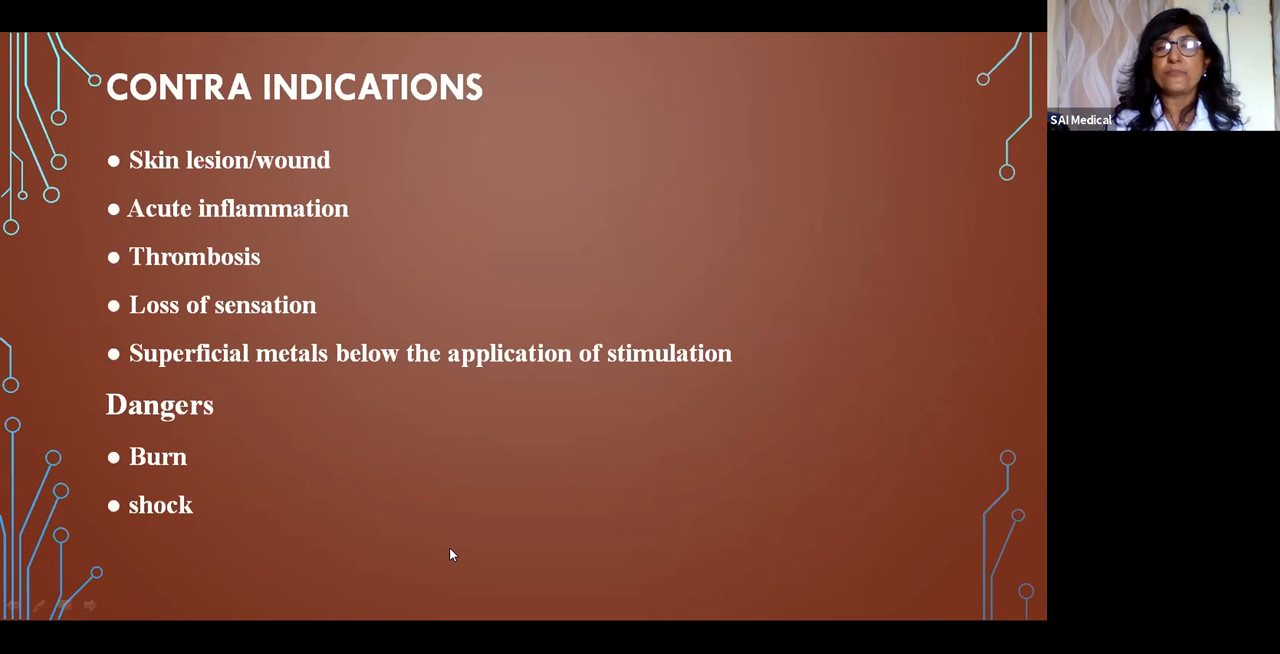 CONTRA INDICATIONS
● Skin lesion/wound
● Acute inflammation
● Thrombosis
● Loss of sensation
● Superficial metals below the application of stimulation
Dangers
● Burn
● shock
SAI Medical